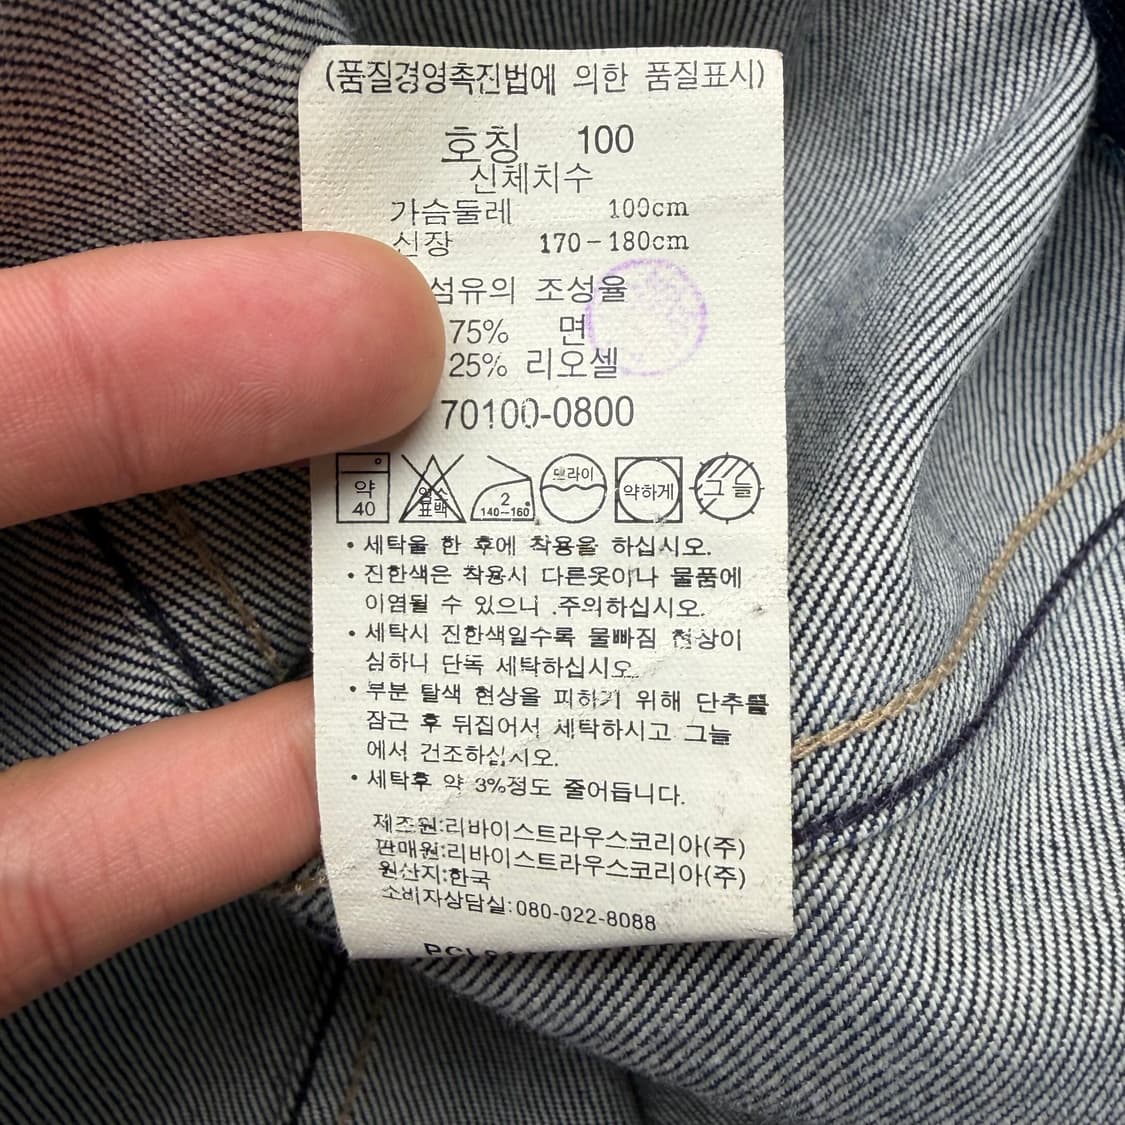 (품질경영촉진법에 의한 품질표시)
호칭 100
신체치수
가슴둘레 100cm
신장 170-180cm
섬유의 조성율
75% 면
25% 리오셀
70100-0800
약 40 염소 표백 2 140-160 드라이 약하게 그늘
• 세탁을 한 후에 착용을 하십시오.
• 진한색은 착용시 다른옷이나 물품에
이염될 수 있으니 .주의하십시오.
• 세탁시 진한색일수록 물빠짐 현상이
심하니 단독 세탁하십시오.
• 부분 탈색 현상을 피하기 위해 단추를
잠근 후 뒤집어서 세탁하시고 그늘
에서 건조하십시오.
• 세탁후 약 3%정도 줄어듭니다.
제조원:리바이스트라우스코리아(주)
판매원:리바이스트라우스코리아(주)
원산지:한국
소비자상담실:080-022-8088